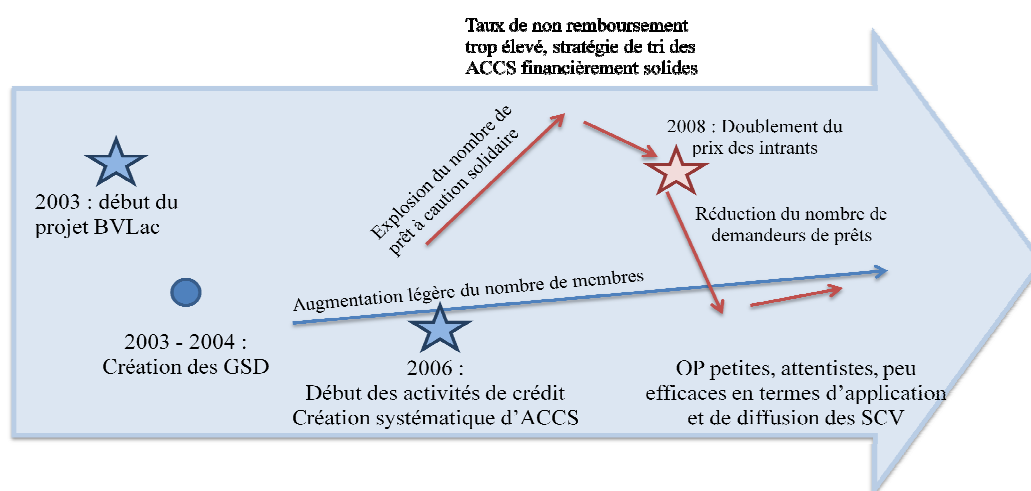 Taux de non remboursement
trop élevé, stratégie de tri des
ACCS financièrement solides
Explosion du nombre de
prêt à caution solidaire
2008 : Doublement du
prix des intrants
2003 : début du
projet BVLac
Réduction du nombre de
demandeurs de prêts
Augmentation légère du nombre de membres
2003 - 2004 :
Création des GSD
2006 :
Début des activités de crédit
Création systématique d’ACCS
OP petites, attentistes, peu
efficaces en termes d’application
et de diffusion des SCV